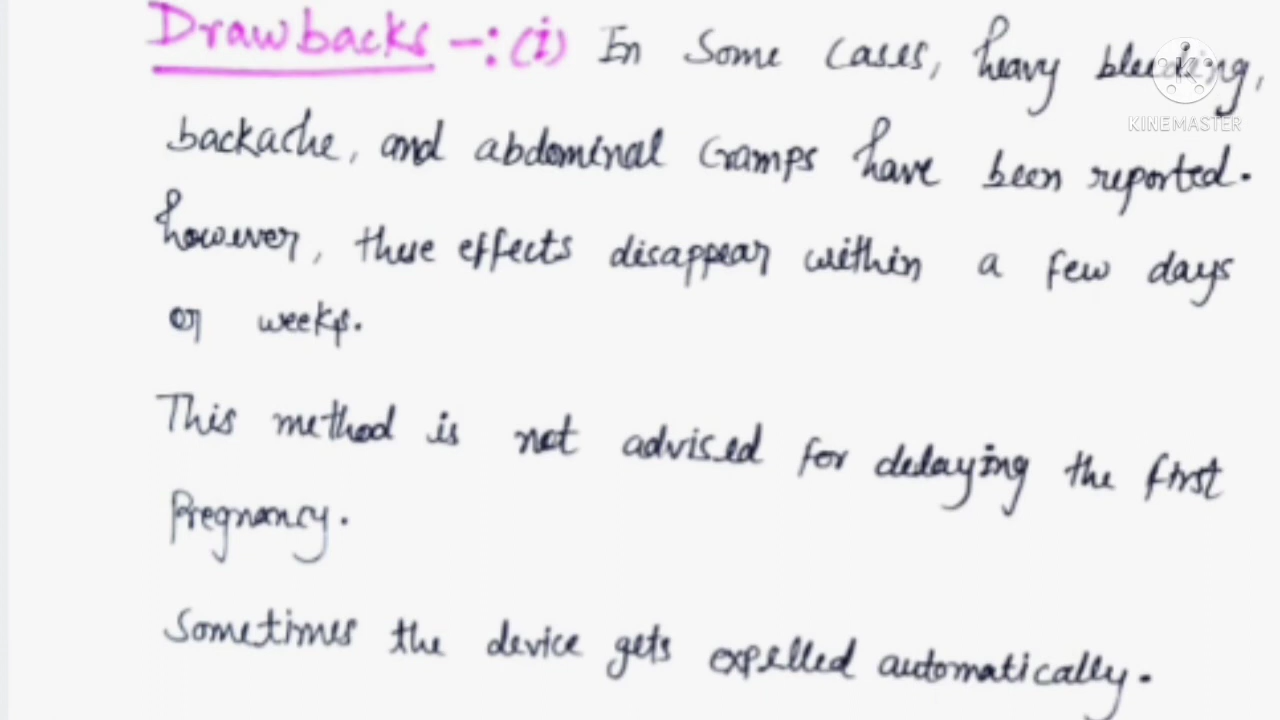 Drawbacks -: (i) In Some Cases, heavy bleeding,
KINEMASTER
backache, and abdominal Cramps have been reported.
however, these effects disappear within a few days
or weeks.
This method is not advised for delaying the first
Pregnancy.
Sometimes the device gets expelled automatically.